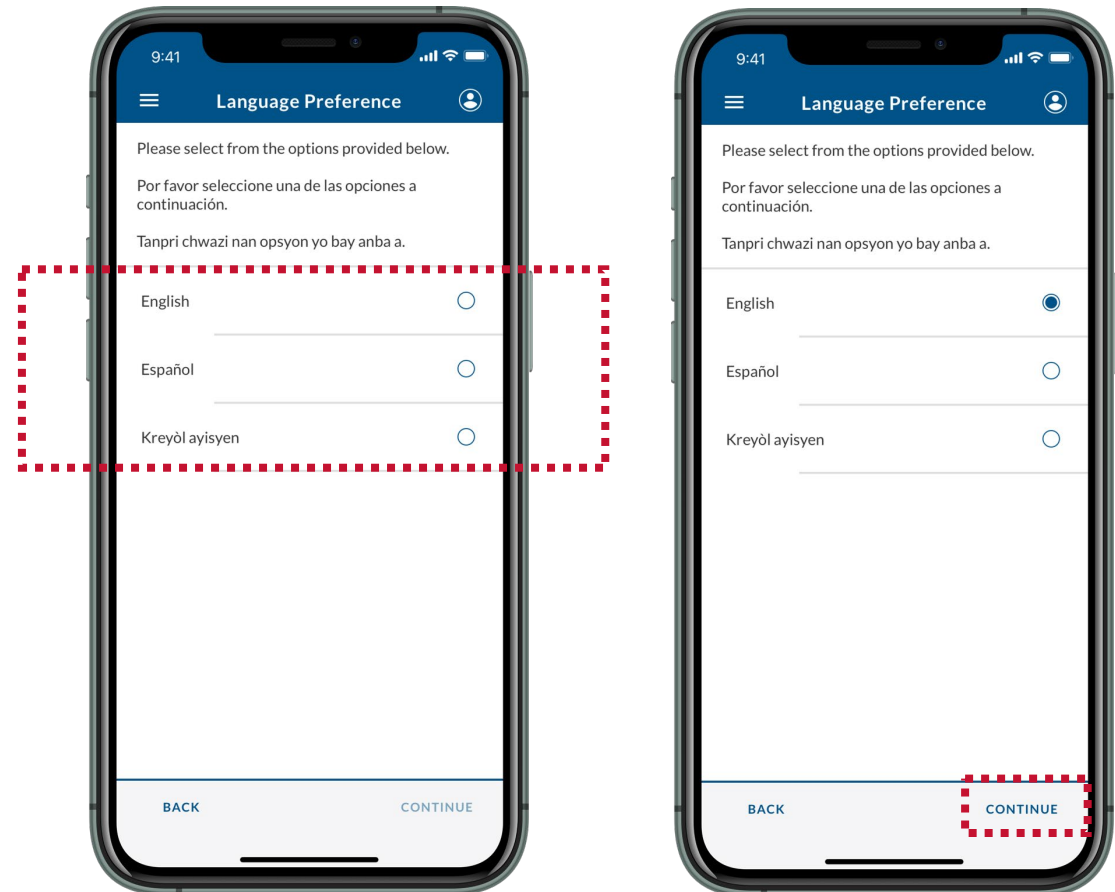 9:41
Language Preference
Please select from the options provided below.
Por favor seleccione una de las opciones a
continuación.
Tanpri chwazi nan opsyon yo bay anba a.
English
Español
Kreyòl ayisyen
BACK
CONTINUE
9:41
Language Preference
Please select from the options provided below.
Por favor seleccione una de las opciones a
continuación.
Tanpri chwazi nan opsyon yo bay anba a.
English
Español
Kreyòl ayisyen
BACK
CONTINUE